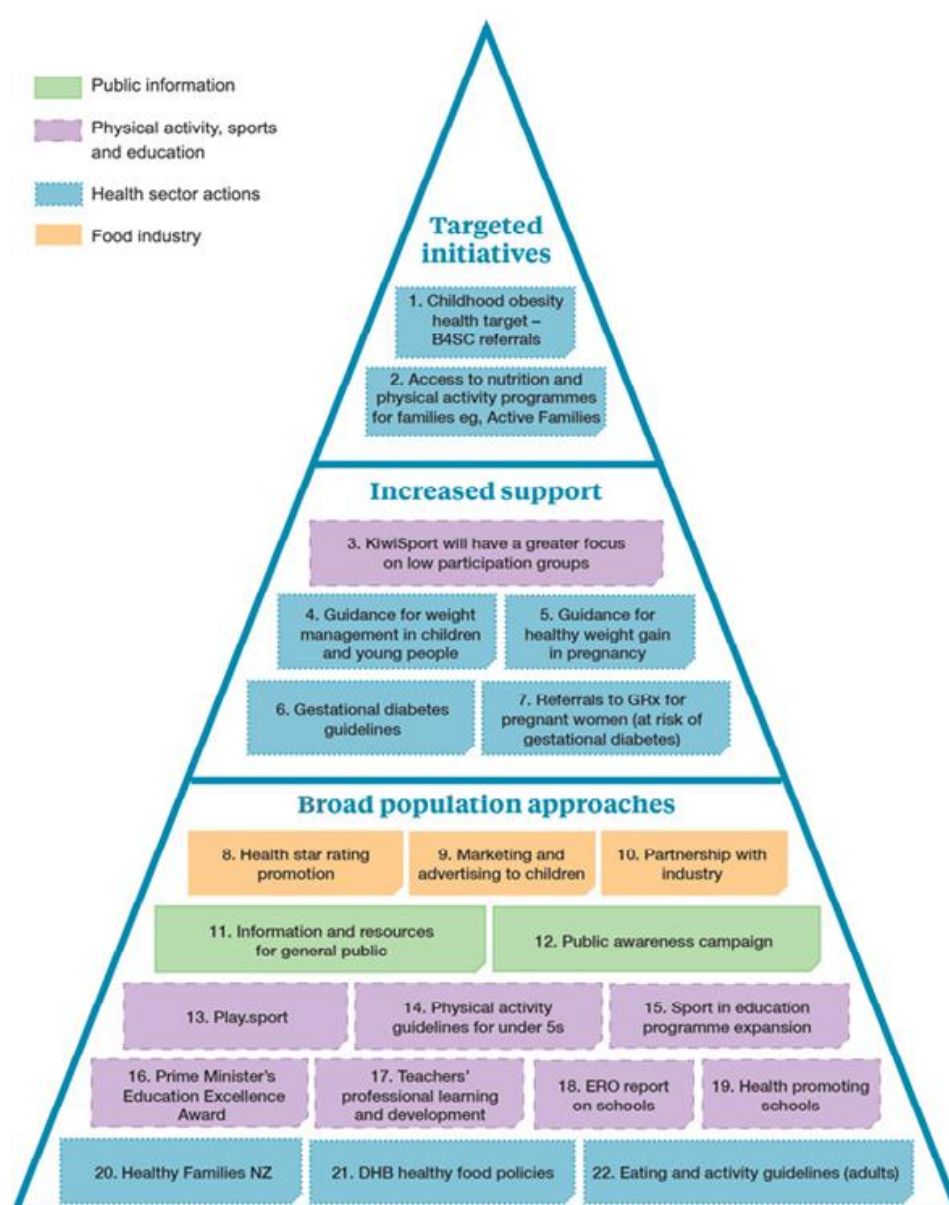 Public information
Physical activity, sports
and education
Health sector actions
Food industry
Targeted
initiatives
1. Childhood obesity
health target –
B4SC referrals
2. Access to nutrition and
physical activity programmes
for families eg, Active Families
Increased support
3. KiwiSport will have a greater focus
on low participation groups
4. Guidance for weight
management in children
and young people
5. Guidance for
healthy weight gain
in pregnancy
6. Gestational diabetes
guidelines
7. Referrals to GRx for
pregnant women (at risk of
gestational diabetes)
Broad population approaches
8. Health star rating
promotion
9. Marketing and
advertising to children
10. Partnership with
industry
11. Information and resources
for general public
12. Public awareness campaign
13. Play.sport
14. Physical activity
guidelines for under 5s
15. Sport in education
programme expansion
16. Prime Minister's
Education Excellence
Award
17. Teachers'
professional learning
and development
18. ERO report
on schools
19. Health promoting
schools
20. Healthy Families NZ
21. DHB healthy food policies
22. Eating and activity guidelines (adults)